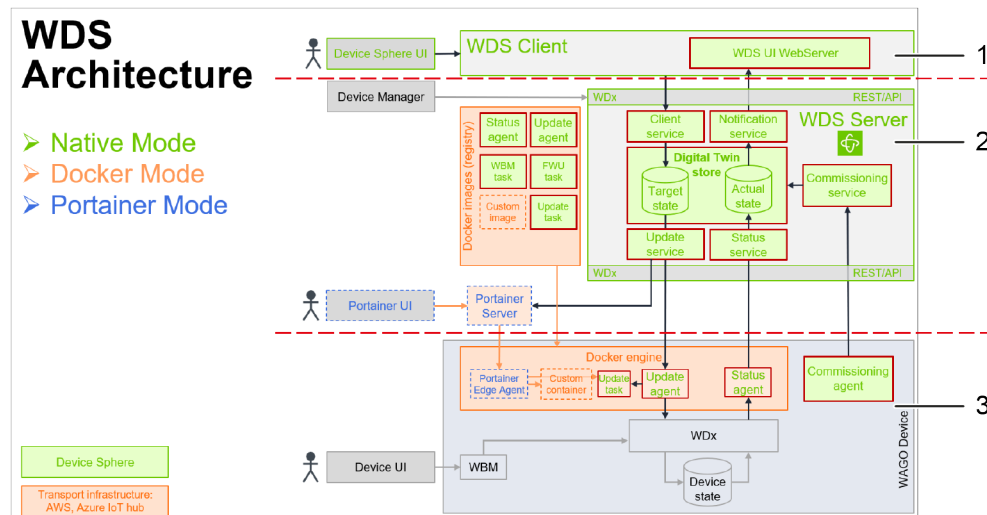 WDS
Architecture
➢ Native Mode
➢ Docker Mode
➢ Portainer Mode
Device Sphere UI
WDS Client
WDS UI WebServer
1
Device Manager
WDx
REST/API
Docker images (registry)
Status
agent
Update
agent
WBM
task
FWU
task
Custom
image
Update
task
Client
service
Notification
service
WDS Server
2
Digital Twin
store
Target
state
Actual
state
Commissioning
service
Update
service
Status
service
WDx
REST/API
Portainer UI
Portainer
Server
Docker engine
Portainer
Edge Agent
Custom
container
Update
task
Update
agent
Status
agent
Commissioning
agent
3
WAGO Device
WDx
Device UI
WBM
Device
state
Device Sphere
Transport infrastructure:
AWS, Azure IoT hub